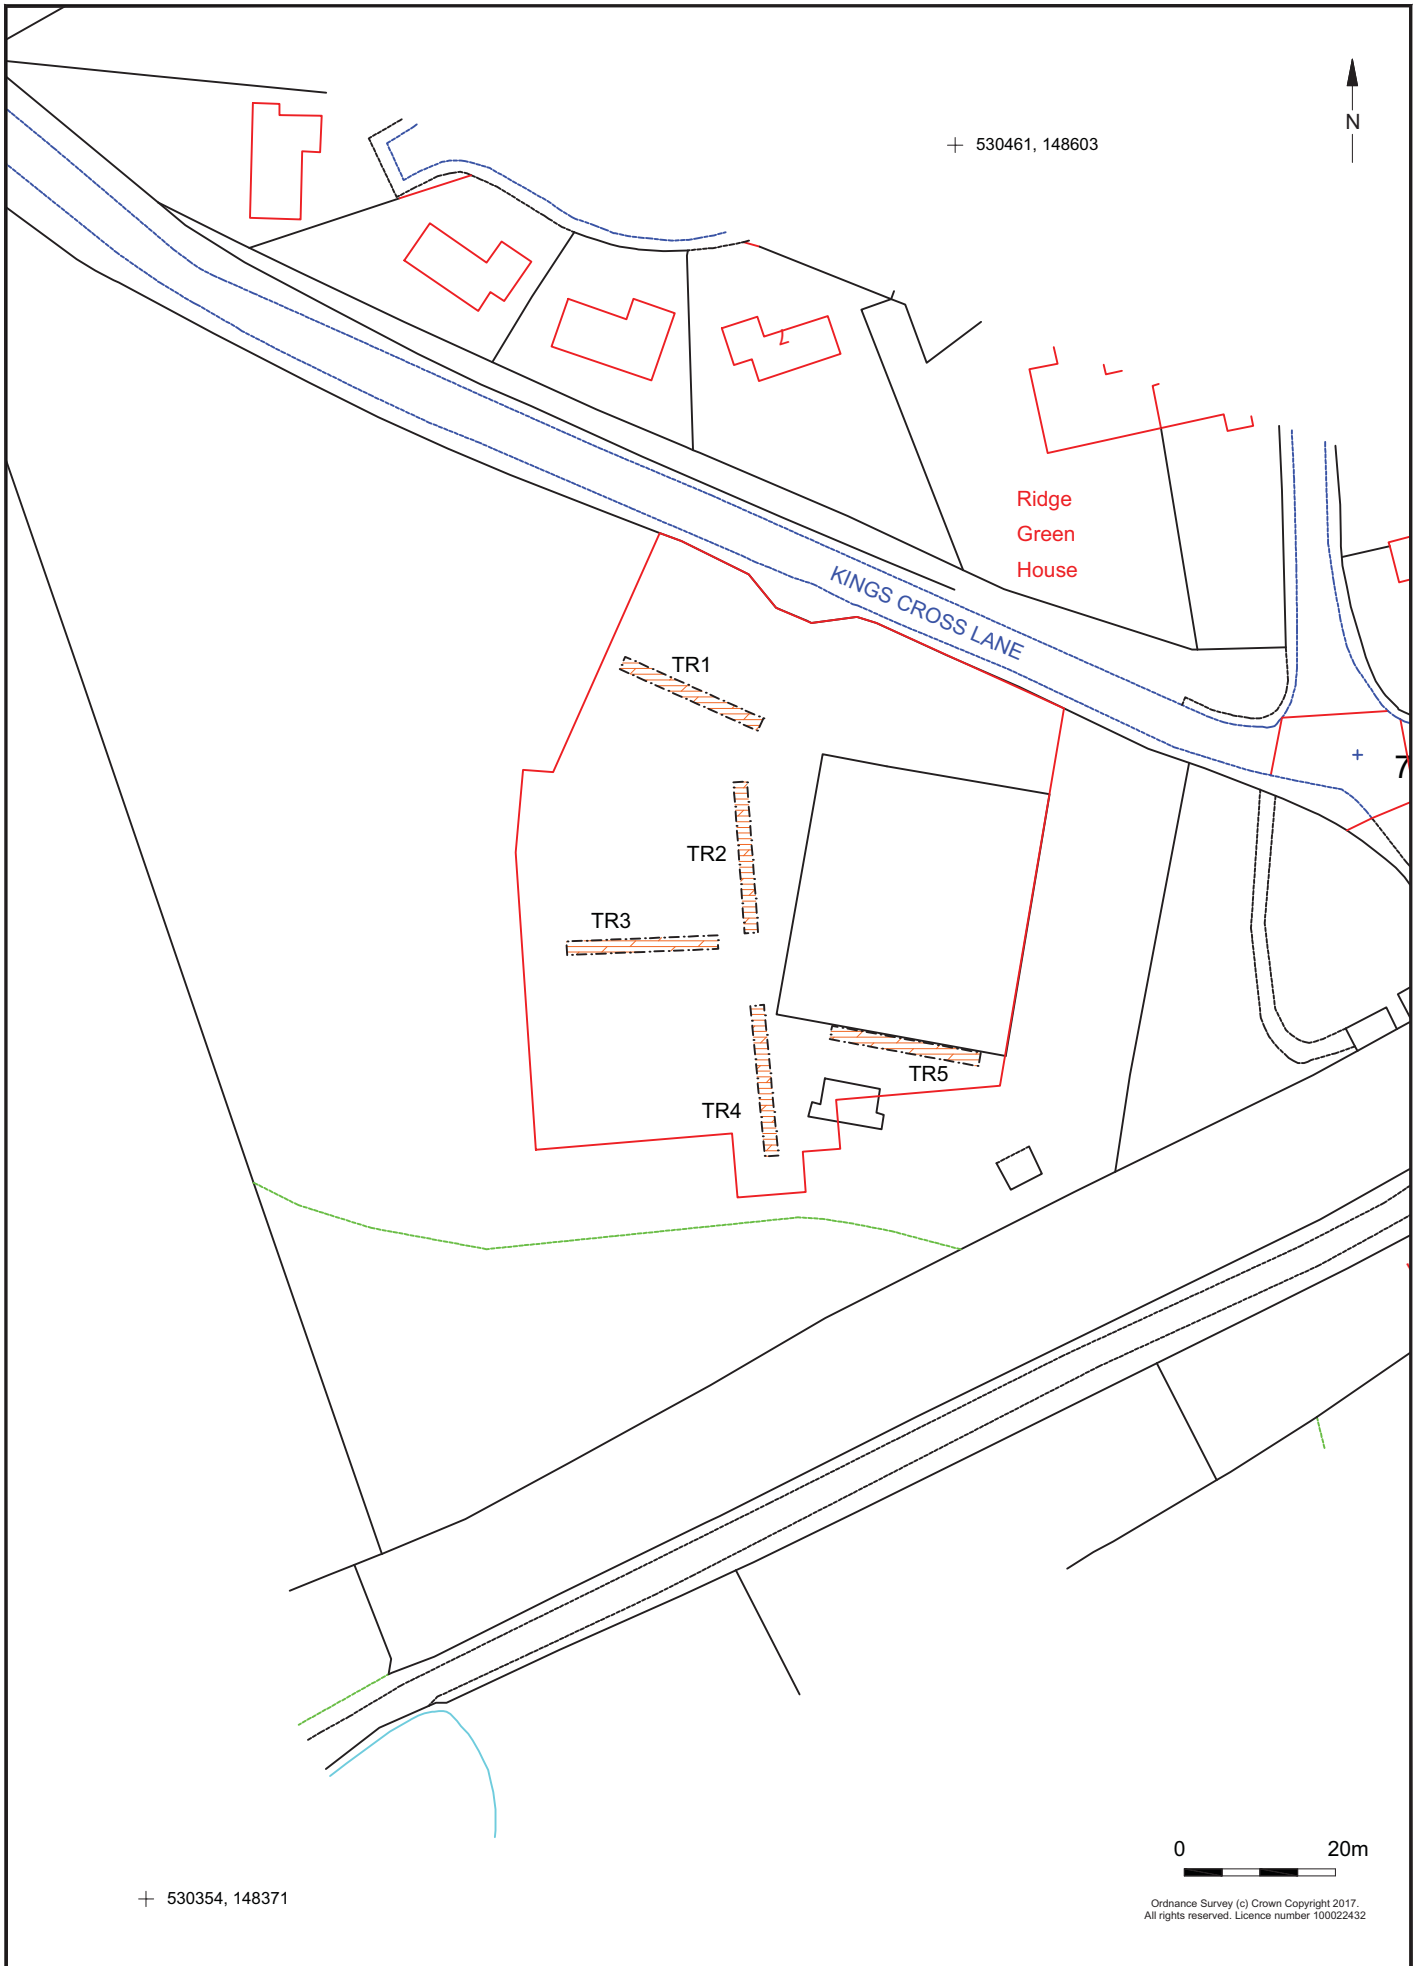 530461, 148603
N
Ridge
Green
House
KINGS CROSS LANE
TR1
7
TR2
TR3
TR5
TR4
0 20m
530354, 148371
Ordnance Survey (c) Crown Copyright 2017.
All rights reserved. Licence number 100022432